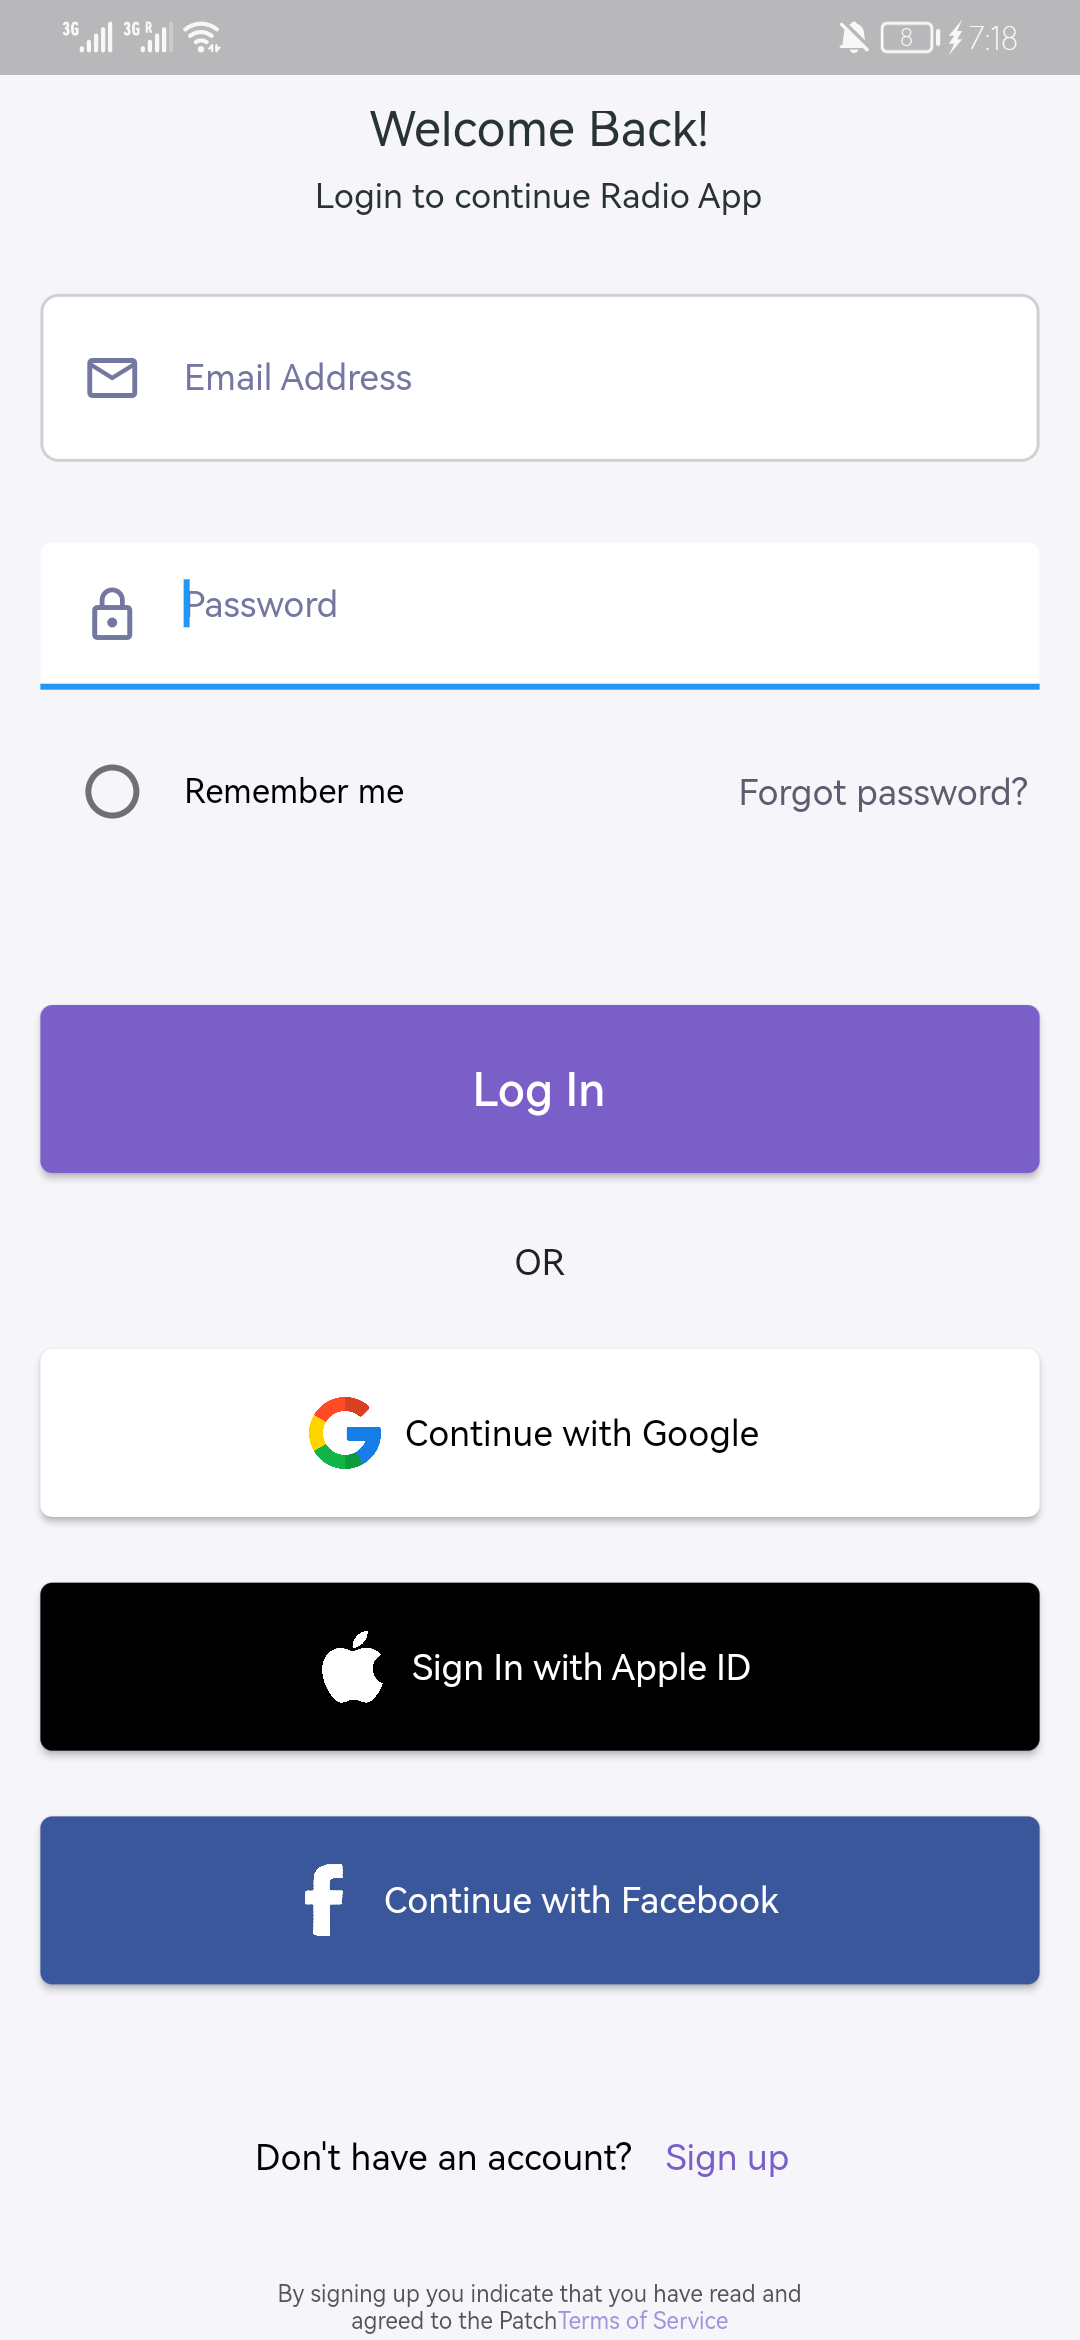 3G 3G R 8 7:18
Welcome Back!
Login to continue Radio App
Email Address
Password
Remember me Forgot password?
Log In
OR
Continue with Google
Sign In with Apple ID
Continue with Facebook
Don't have an account? Sign up
By signing up you indicate that you have read and
agreed to the PatchTerms of Service